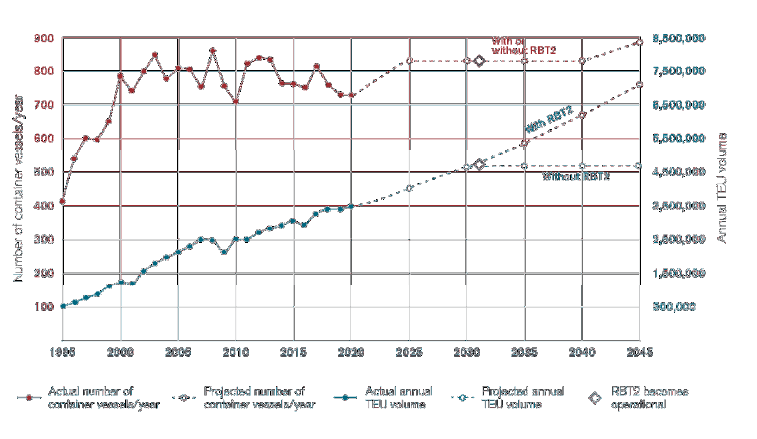 900
800
700
600
500
400
300
200
100
Number of container vessels/year
8,500,000
7,500,000
6,500,000
5,500,000
4,500,000
3,500,000
2,500,000
1,500,000
500,000
Annual TEU volume
With or
without RBT2
With RBT2
Without RBT2
1995 2000 2005 2010 2015 2020 2025 2030 2035 2040 2045
Actual number of
container vessels/year
Projected number of
container vessels/year
Actual annual
TEU volume
Projected annual
TEU volume
RBT2 becomes
operational